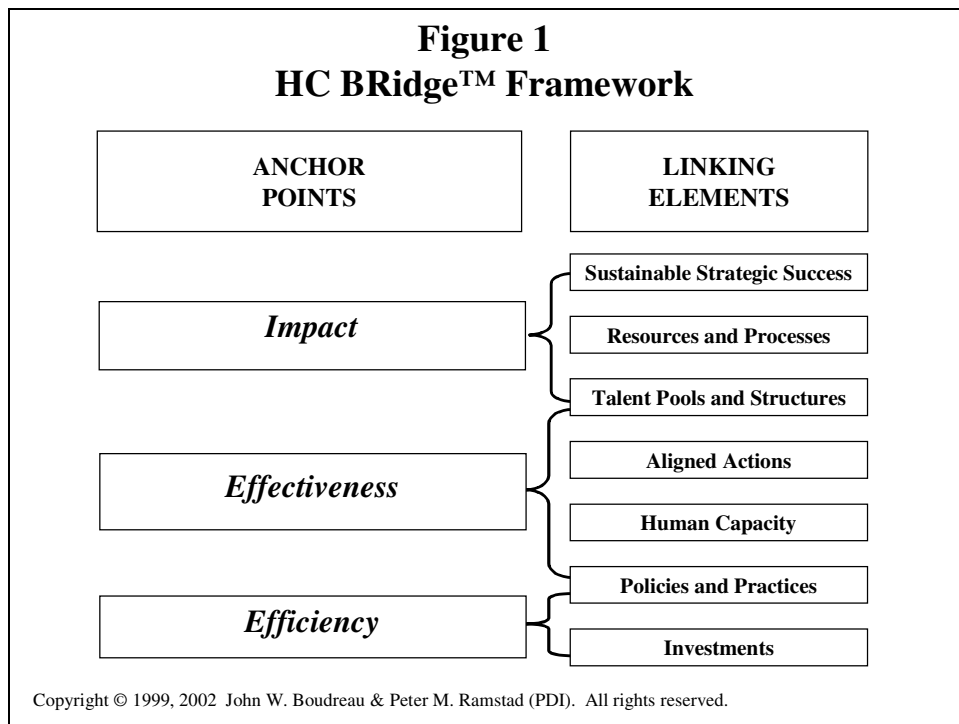 Figure 1
HC BRidge™ Framework
ANCHOR
POINTS
LINKING
ELEMENTS
Impact
Effectiveness
Efficiency
Sustainable Strategic Success
Resources and Processes
Talent Pools and Structures
Aligned Actions
Human Capacity
Policies and Practices
Investments
Copyright © 1999, 2002 John W. Boudreau & Peter M. Ramstad (PDI). All rights reserved.